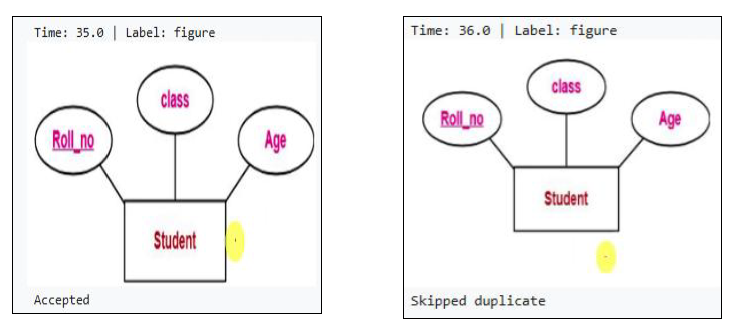 Time: 35.0 | Label: figure
class
Roll_no
Age
Student
Accepted
Time: 36.0 | Label: figure
class
Roll_no
Age
Student
Skipped duplicate